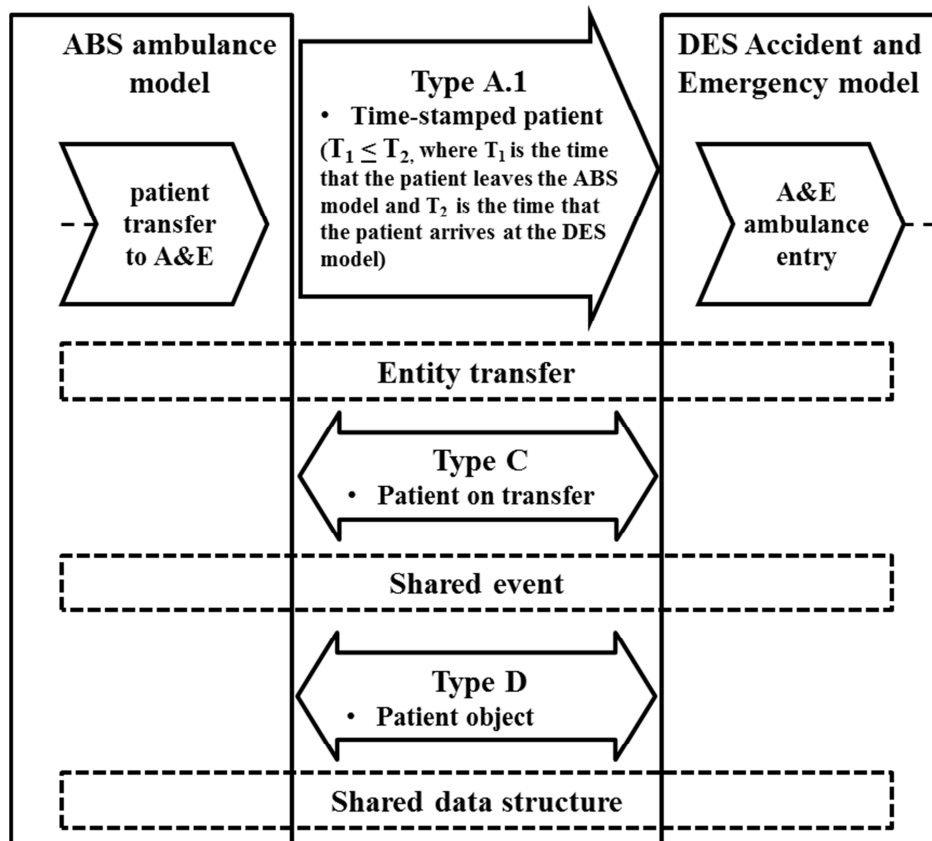 ABS ambulance
model
Type A.1
• Time-stamped patient
(T₁ ≤ T₂, where T₁ is the time
that the patient leaves the ABS
model and T₂ is the time that
the patient arrives at the DES
model)
DES Accident and
Emergency model
patient
transfer
to A&E
A&E
ambulance
entry
Entity transfer
Type C
• Patient on transfer
Shared event
Type D
• Patient object
Shared data structure